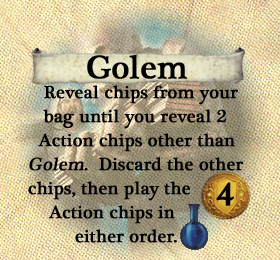 Golem
Reveal chips from your
bag until you reveal 2
Action chips other than
Golem. Discard the other
chips, then play the
4
Action chips in
either order.